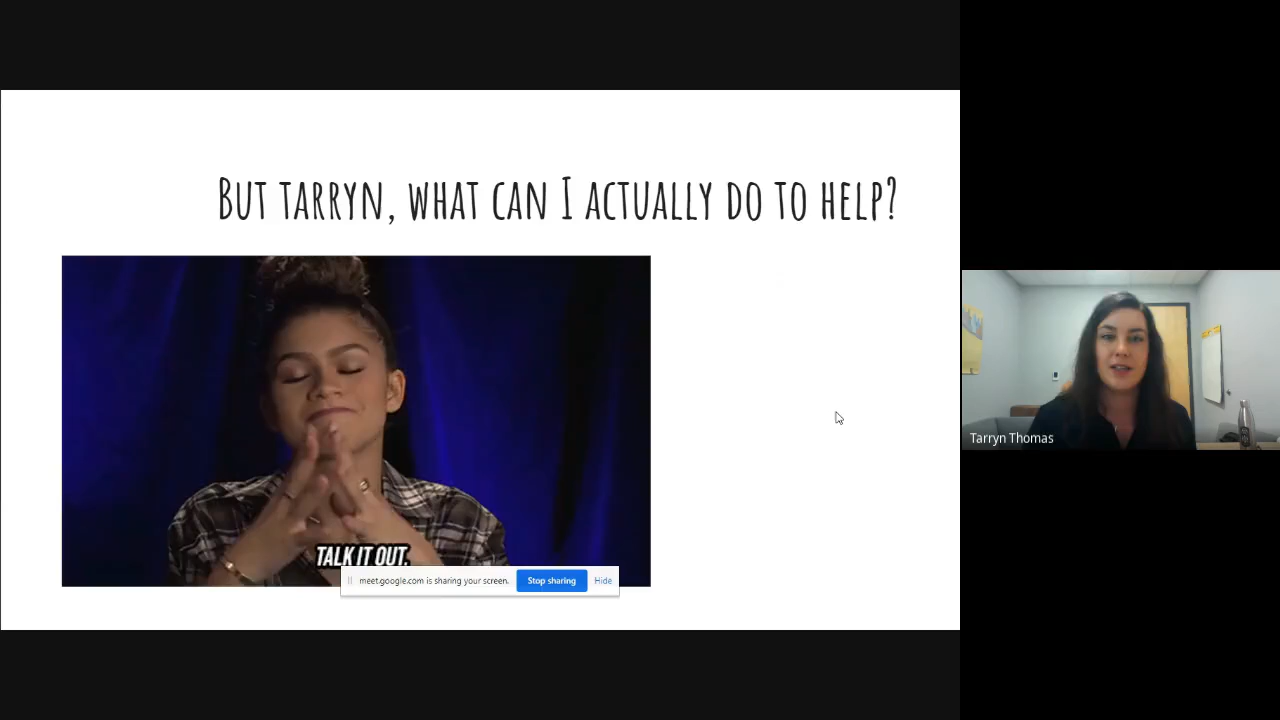 But tarryn, what can I actually do to help?
TALK IT OUT.
meet.google.com is sharing your screen. Stop sharing Hide
Tarryn Thomas